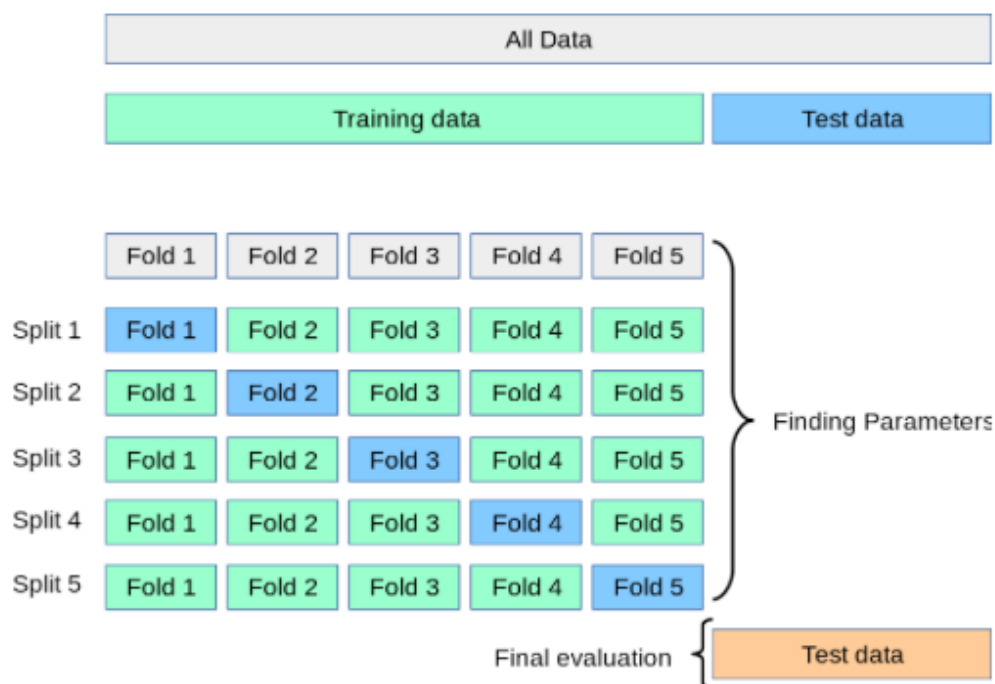 All Data
Training data Test data
Fold 1 Fold 2 Fold 3 Fold 4 Fold 5
Split 1 Fold 1 Fold 2 Fold 3 Fold 4 Fold 5
Split 2 Fold 1 Fold 2 Fold 3 Fold 4 Fold 5
Finding Parameters
Split 3 Fold 1 Fold 2 Fold 3 Fold 4 Fold 5
Split 4 Fold 1 Fold 2 Fold 3 Fold 4 Fold 5
Split 5 Fold 1 Fold 2 Fold 3 Fold 4 Fold 5
Final evaluation Test data